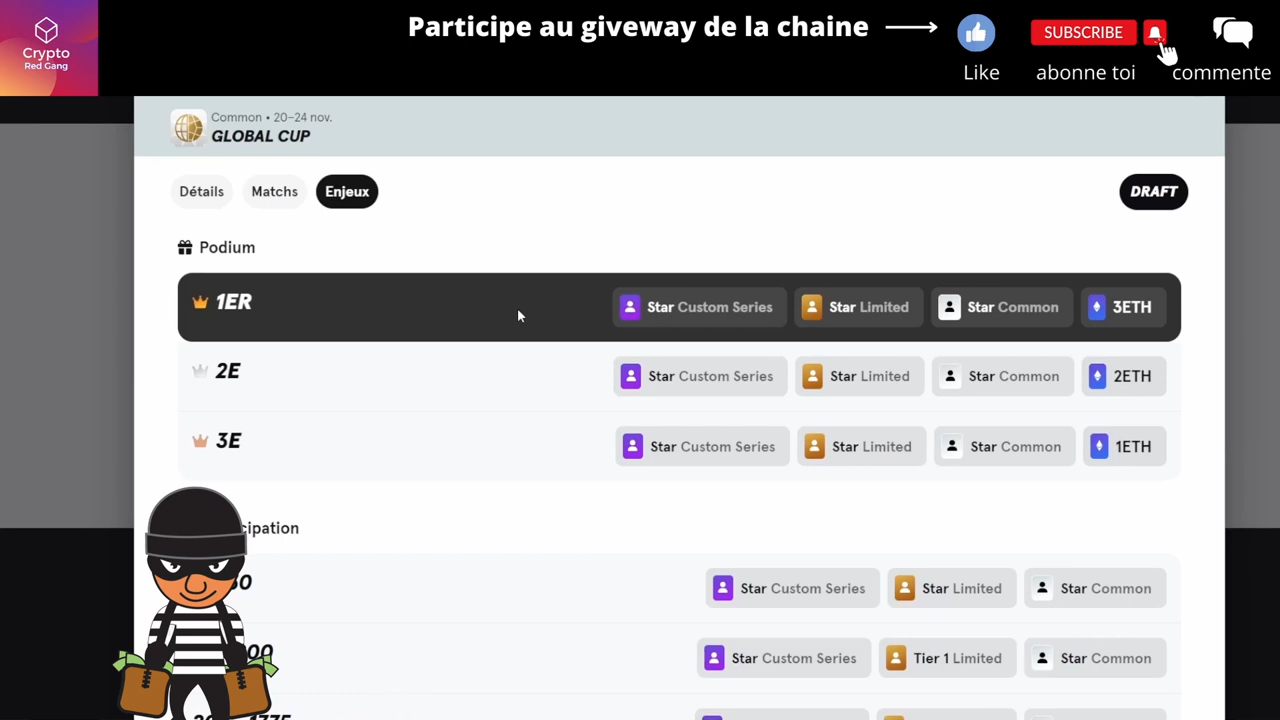 Participe au giveway de la chaine
Crypto
Red Gang
SUBSCRIBE
Like
abonne toi
commente
Common • 20–24 nov.
GLOBAL CUP
Détails
Matchs
Enjeux
DRAFT
Podium
1ER
Star Custom Series
Star Limited
Star Common
3ETH
2E
Star Custom Series
Star Limited
Star Common
2ETH
3E
Star Custom Series
Star Limited
Star Common
1ETH
cipation
Star Custom Series
Star Limited
Star Common
Star Custom Series
Tier 1 Limited
Star Common